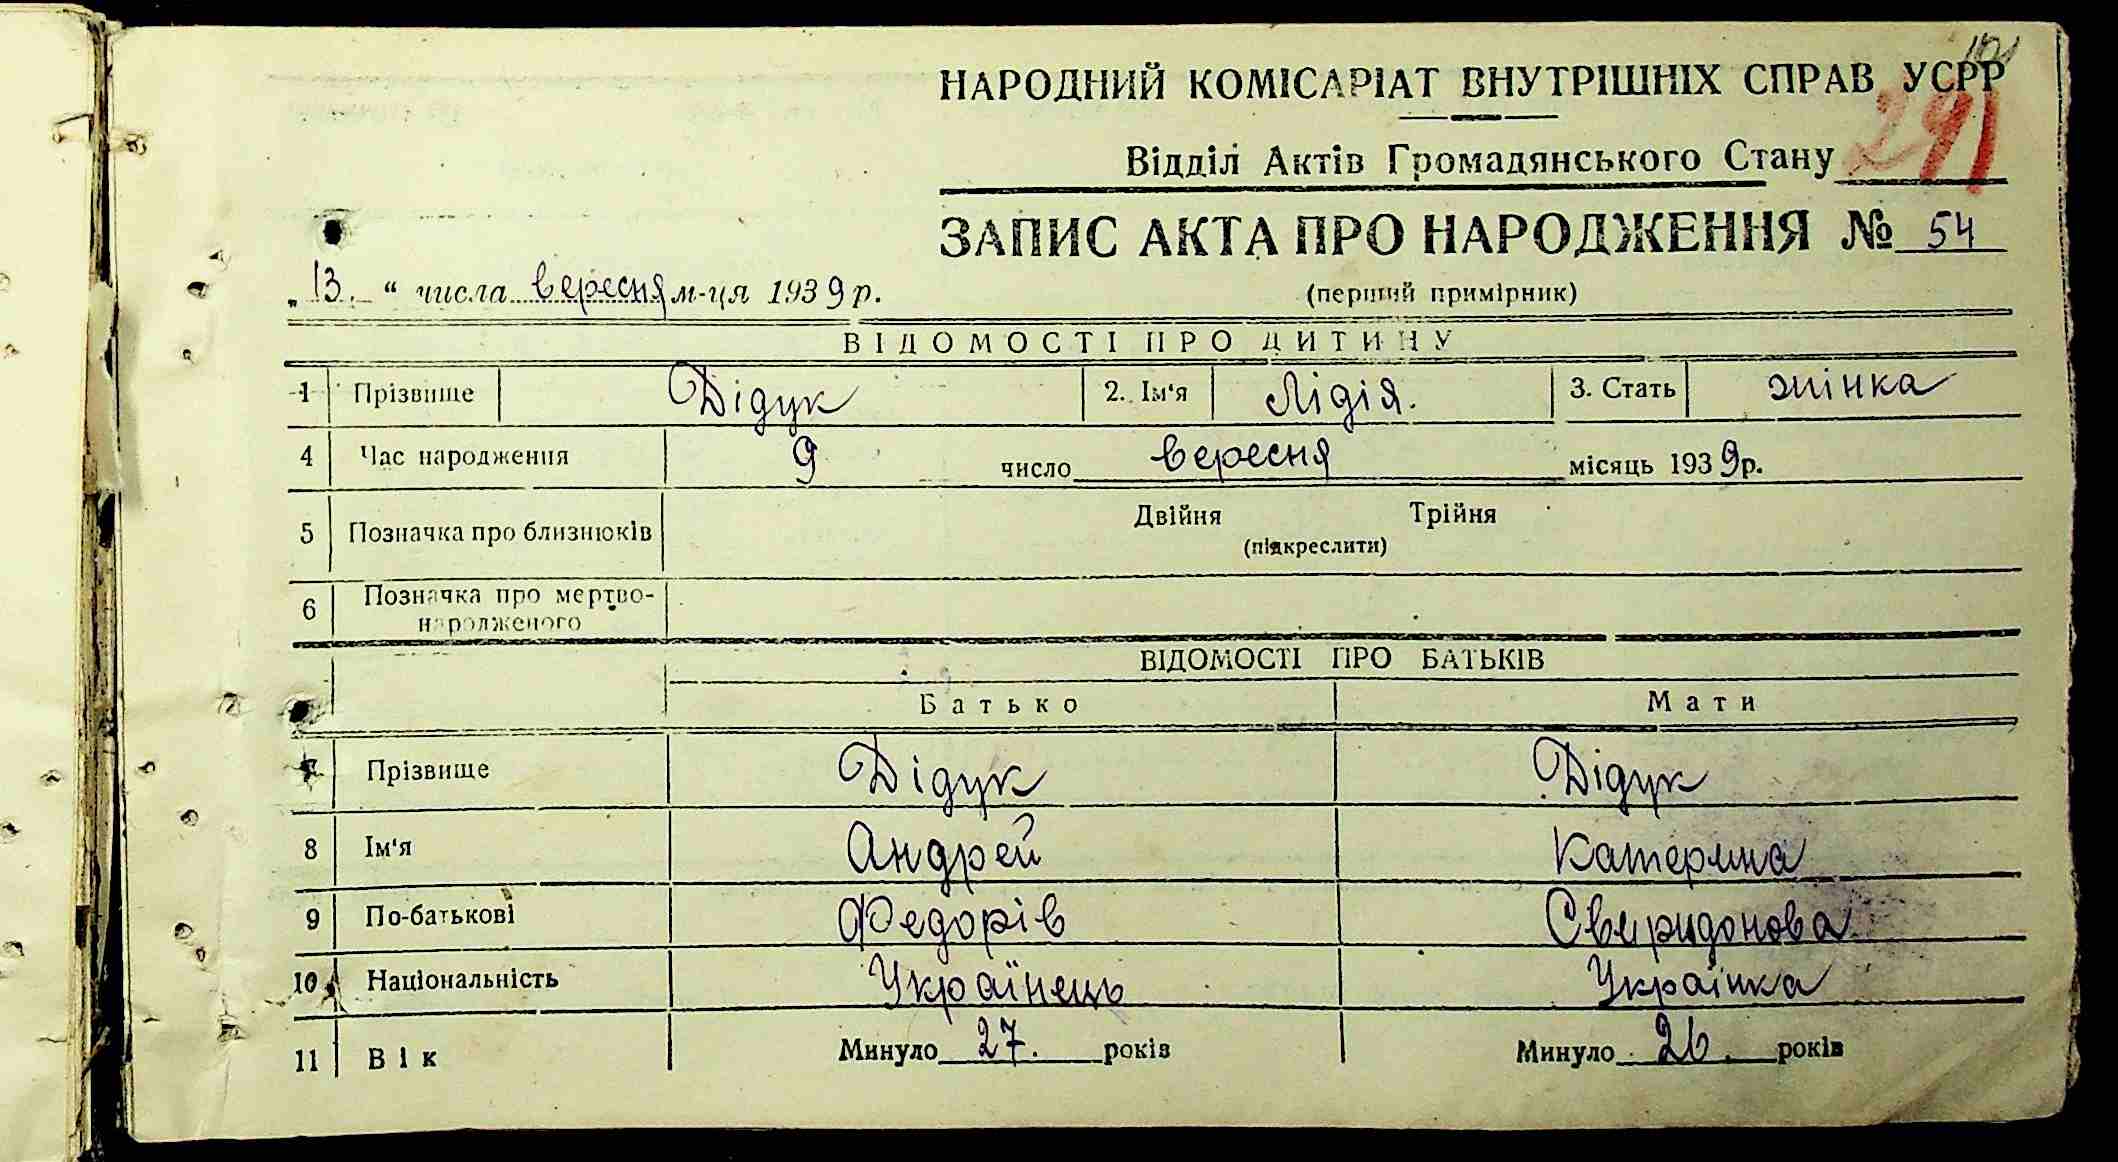 НАРОДНИЙ КОМІСАРІАТ ВНУТРІШНІХ СПРАВ УСРР
291
Відділ Актів Громадянського Стану
ЗАПИС АКТА ПРО НАРОДЖЕННЯ № 54
„13.“ числа вересня м-ця 1939 р.
(перший примірник)
ВІДОМОСТІ ПРО ДИТИНУ
1 Прізвище Дідук 2. Ім'я Лідія. 3. Стать жінка
4 Час народження 9 число вересня місяць 1939 р.
5 Позначка про близнюків Двійня Трійня
(підкреслити)
6 Позначка про мертво-
народженого
ВІДОМОСТІ ПРО БАТЬКІВ
Батько Мати
7 Прізвище Дідук Дідук
8 Ім'я Андрей Катерина
9 По-батькові Федорів Свиридонова
10 Національність Українець Українка
11 Вік Минуло 27. років Минуло 26. років